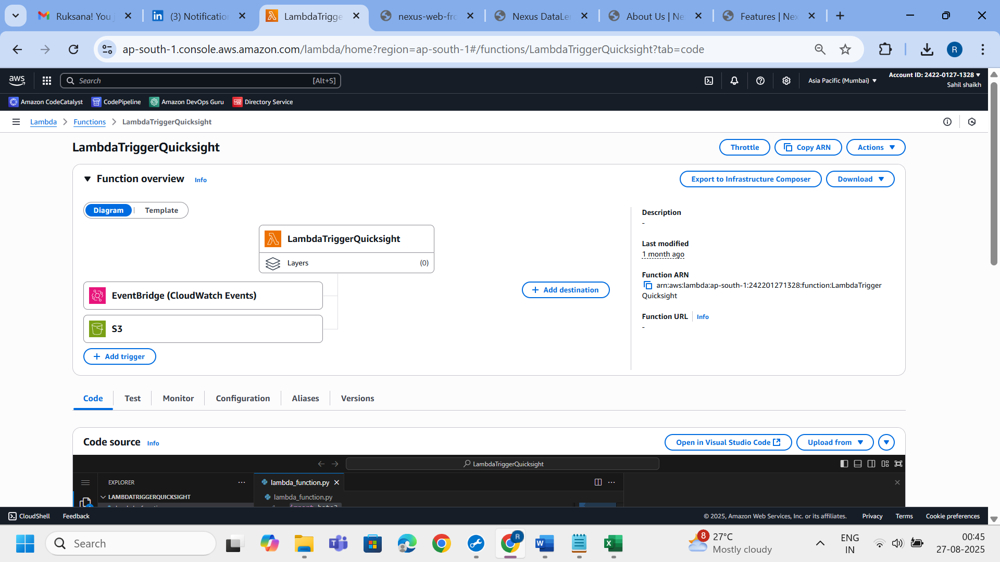 Ruksana! You
(3) Notification
LambdaTrigge
nexus-web-fro
Nexus DataLe
About Us | Ne
Features | Nex
ap-south-1.console.aws.amazon.com/lambda/home?region=ap-south-1#/functions/LambdaTriggerQuicksight?tab=code
R
aws
Search
[Alt+S]
Asia Pacific (Mumbai)
Account ID: 2422-0127-1328
Sahil shaikh
Amazon CodeCatalyst
CodePipeline
Amazon DevOps Guru
Directory Service
Lambda
Functions
LambdaTriggerQuicksight
LambdaTriggerQuicksight
Throttle
Copy ARN
Actions
Function overview
Info
Export to Infrastructure Composer
Download
Diagram
Template
LambdaTriggerQuicksight
Layers
(0)
EventBridge (CloudWatch Events)
S3
+ Add trigger
+ Add destination
Description
-
Last modified
1 month ago
Function ARN
arn:aws:lambda:ap-south-1:242201271328:function:LambdaTrigger
Quicksight
Function URL
Info
-
Code
Test
Monitor
Configuration
Aliases
Versions
Code source
Info
Open in Visual Studio Code
Upload from
LambdaTriggerQuicksight
EXPLORER
LAMBDATRIGGERQUICKSIGHT
lambda_function.py
lambda_function.py
CloudShell
Feedback
© 2025, Amazon Web Services, Inc. or its affiliates.
Privacy
Terms
Cookie preferences
Search
R
8
27°C
Mostly cloudy
ENG
IN
00:45
27-08-2025